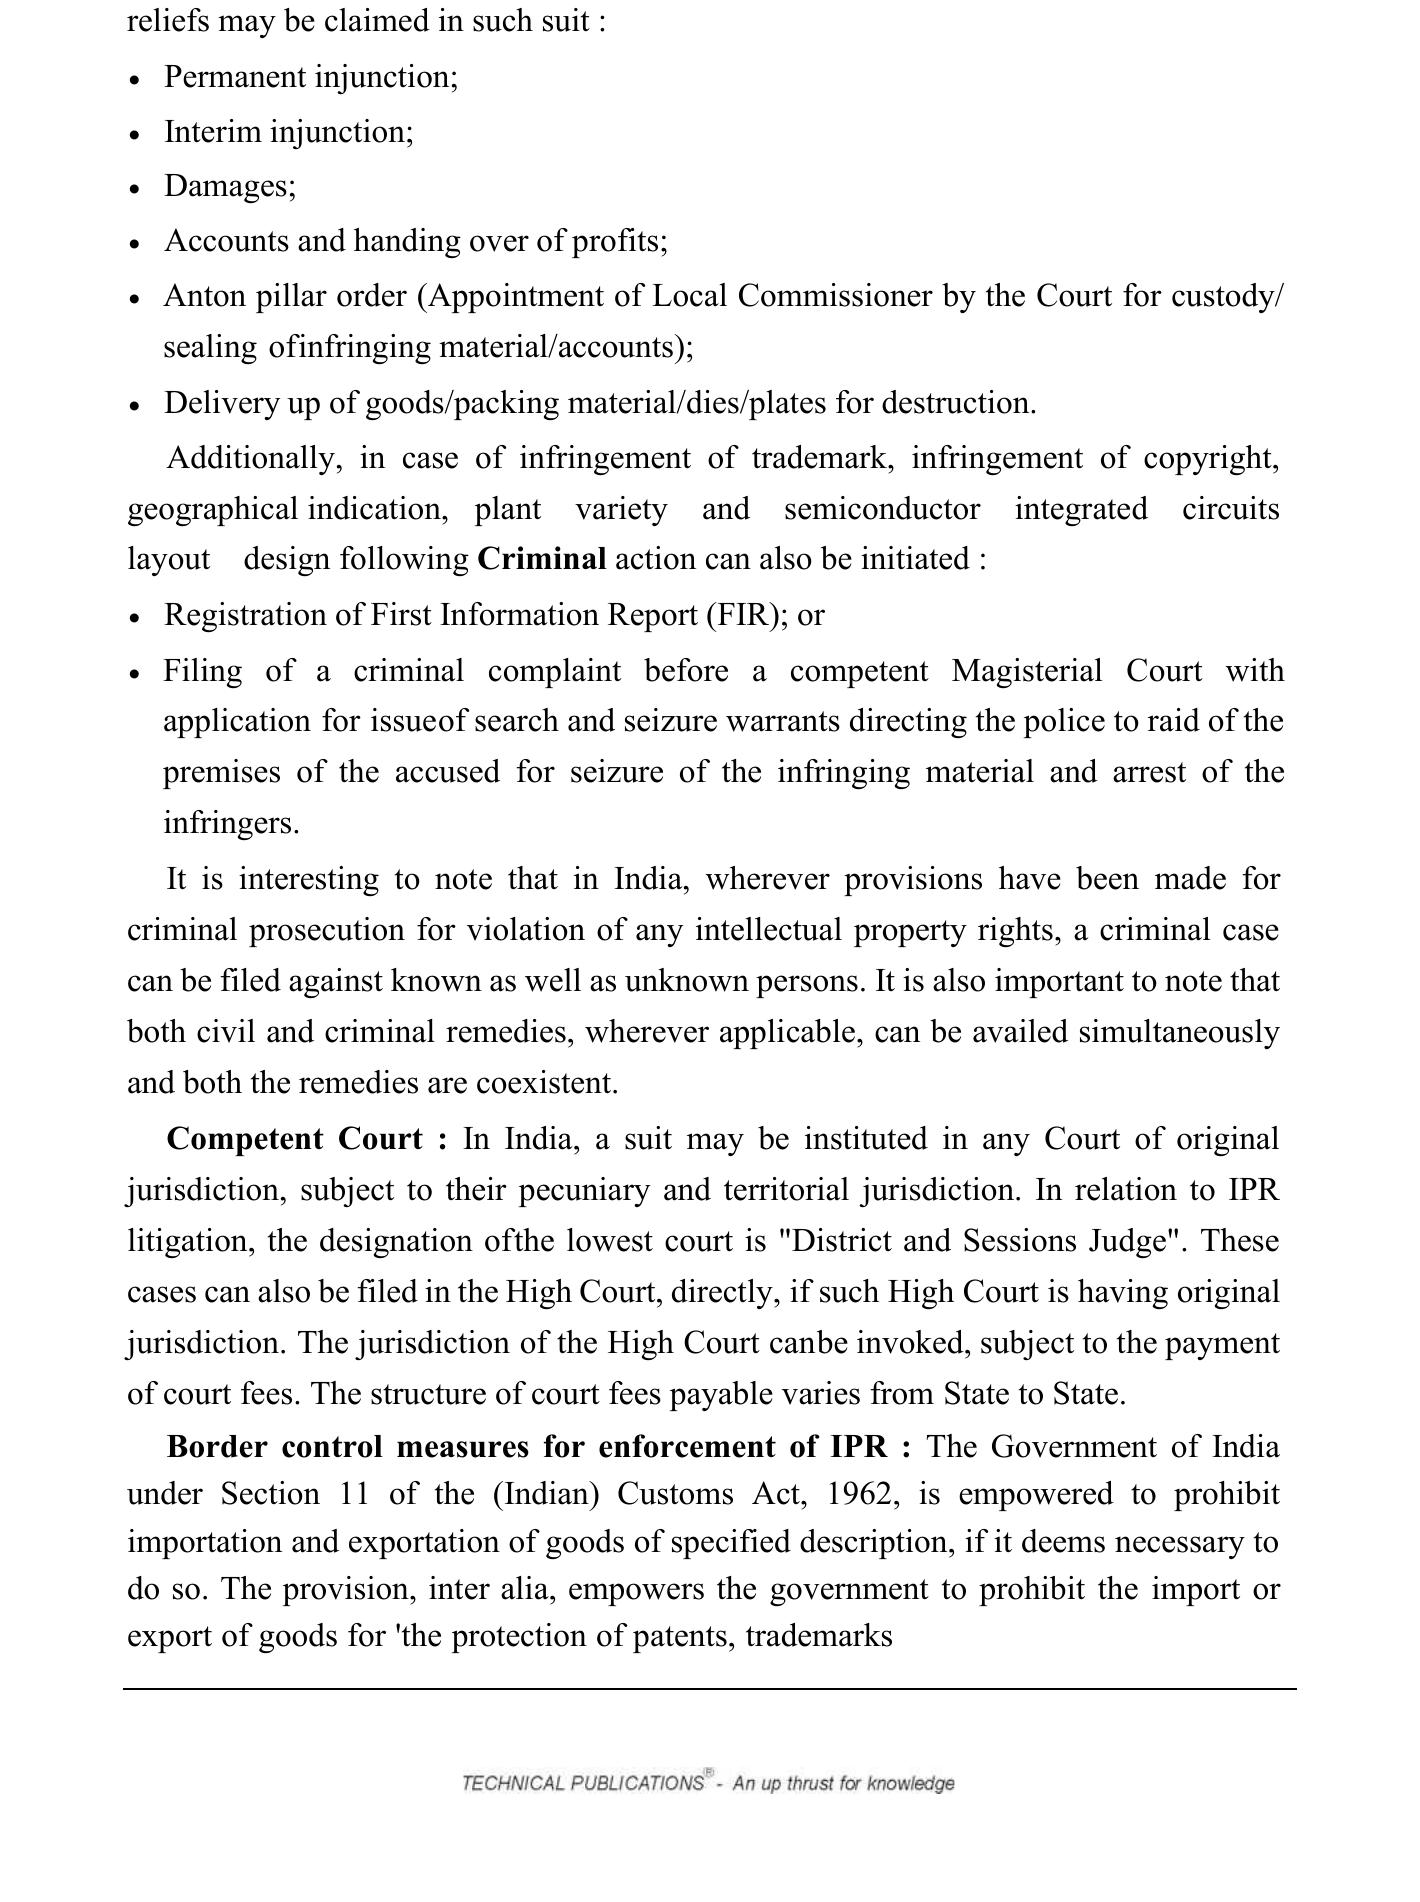 reliefs may be claimed in such suit :
• Permanent injunction;
• Interim injunction;
• Damages;
• Accounts and handing over of profits;
• Anton pillar order (Appointment of Local Commissioner by the Court for custody/
sealing ofinfringing material/accounts);
• Delivery up of goods/packing material/dies/plates for destruction.
Additionally, in case of infringement of trademark, infringement of copyright,
geographical indication, plant variety and semiconductor integrated circuits
layout design following Criminal action can also be initiated :
• Registration of First Information Report (FIR); or
• Filing of a criminal complaint before a competent Magisterial Court with
application for issueof search and seizure warrants directing the police to raid of the
premises of the accused for seizure of the infringing material and arrest of the
infringers.
It is interesting to note that in India, wherever provisions have been made for
criminal prosecution for violation of any intellectual property rights, a criminal case
can be filed against known as well as unknown persons. It is also important to note that
both civil and criminal remedies, wherever applicable, can be availed simultaneously
and both the remedies are coexistent.
Competent Court : In India, a suit may be instituted in any Court of original
jurisdiction, subject to their pecuniary and territorial jurisdiction. In relation to IPR
litigation, the designation ofthe lowest court is "District and Sessions Judge". These
cases can also be filed in the High Court, directly, if such High Court is having original
jurisdiction. The jurisdiction of the High Court canbe invoked, subject to the payment
of court fees. The structure of court fees payable varies from State to State.
Border control measures for enforcement of IPR : The Government of India
under Section 11 of the (Indian) Customs Act, 1962, is empowered to prohibit
importation and exportation of goods of specified description, if it deems necessary to
do so. The provision, inter alia, empowers the government to prohibit the import or
export of goods for 'the protection of patents, trademarks
TECHNICAL PUBLICATIONS® - An up thrust for knowledge